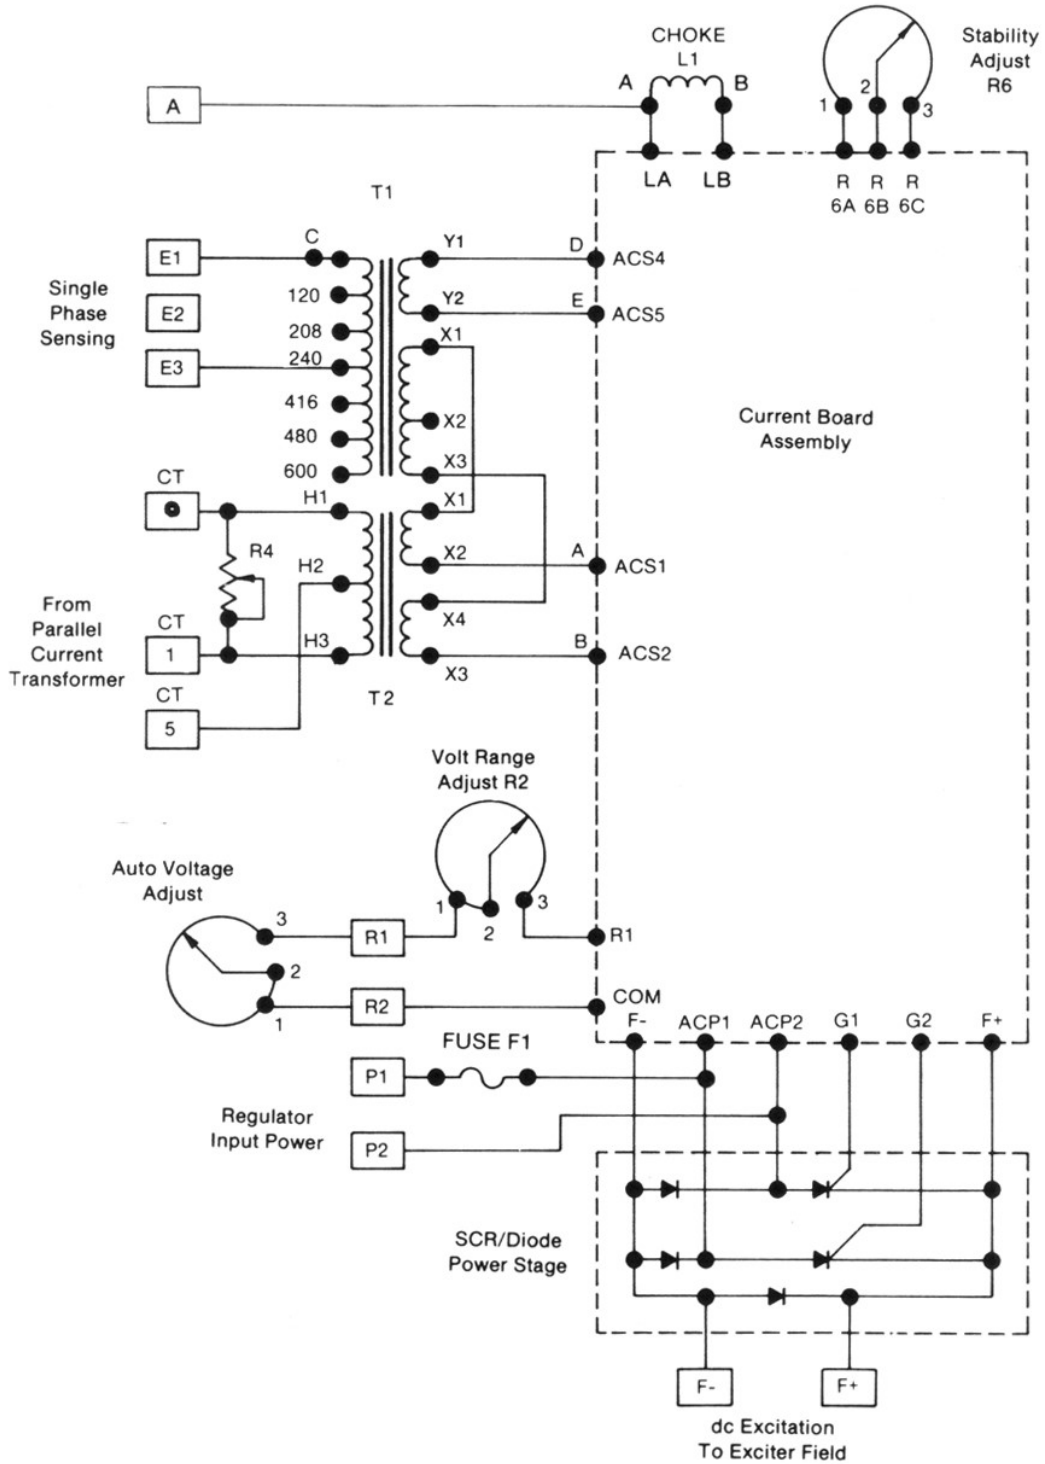 CHOKE
L1
A
B
A
Stability
Adjust
R6
1
2
3
LA
LB
R
6A
R
6B
R
6C
T1
C
E1
Single
Phase
Sensing
120
E2
208
240
E3
416
480
600
Y1
D
ACS4
Y2
E
ACS5
X1
X2
X3
Current Board
Assembly
CT
H1
X1
R4
H2
X2
A
ACS1
From
Parallel
Current
Transformer
CT
1
H3
X4
B
ACS2
X3
CT
5
T2
Volt Range
Adjust R2
1
2
3
Auto Voltage
Adjust
3
2
1
R1
R1
R2
COM
F-
ACP1
ACP2
G1
G2
F+
FUSE F1
P1
Regulator
Input Power
P2
SCR/Diode
Power Stage
F-
F+
dc Excitation
To Exciter Field